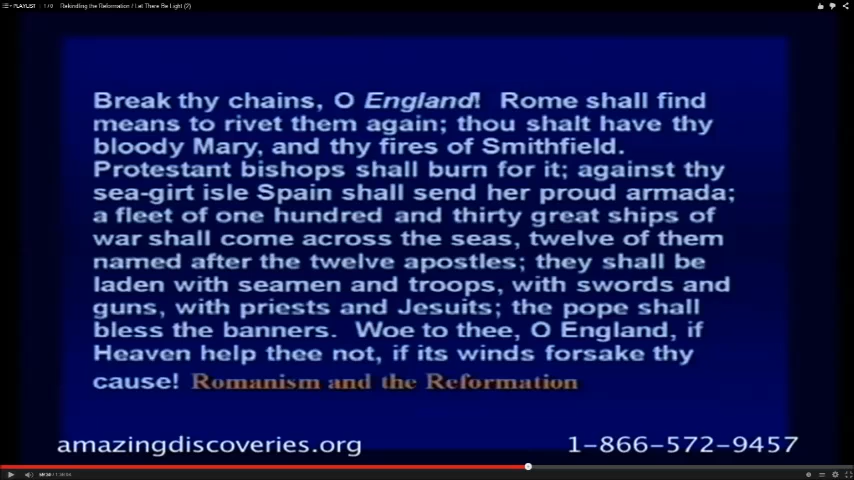 PLAYLIST 1/0 Rekindling the Reformation / Let There Be Light (2)
Break thy chains, O England! Rome shall find
means to rivet them again; thou shalt have thy
bloody Mary, and thy fires of Smithfield.
Protestant bishops shall burn for it; against thy
sea-girt isle Spain shall send her proud armada;
a fleet of one hundred and thirty great ships of
war shall come across the seas, twelve of them
named after the twelve apostles; they shall be
laden with seamen and troops, with swords and
guns, with priests and Jesuits; the pope shall
bless the banners. Woe to thee, O England, if
Heaven help thee not, if its winds forsake thy
cause! Romanism and the Reformation
amazingdiscoveries.org 1-866-572-9457